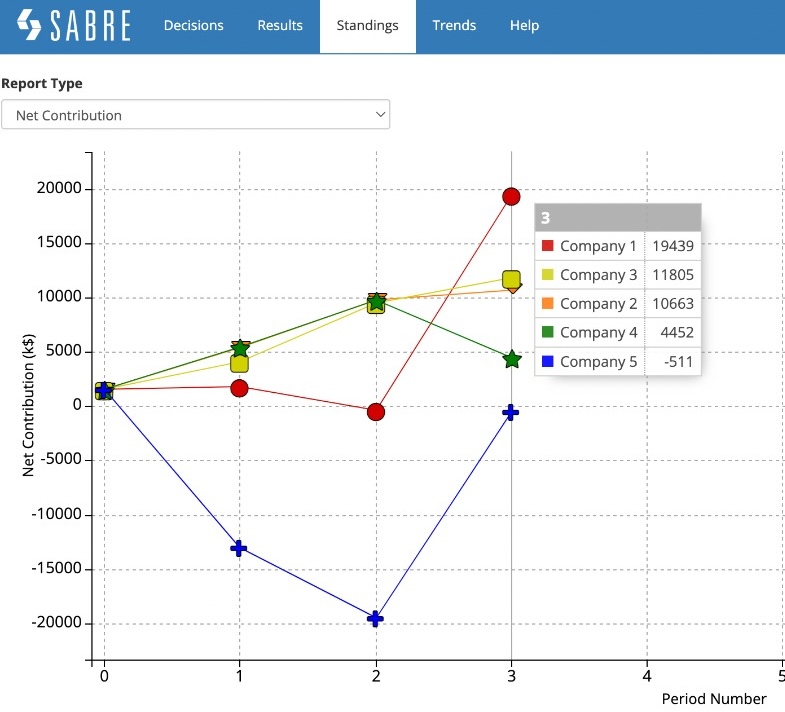 SABRE Decisions Results Standings Trends Help
Report Type
Net Contribution
20000
15000
10000
5000
0
-5000
-10000
-15000
-20000
Net Contribution (k$)
3
Company 1 19439
Company 3 11805
Company 2 10663
Company 4 4452
Company 5 -511
0 1 2 3 4 5
Period Number